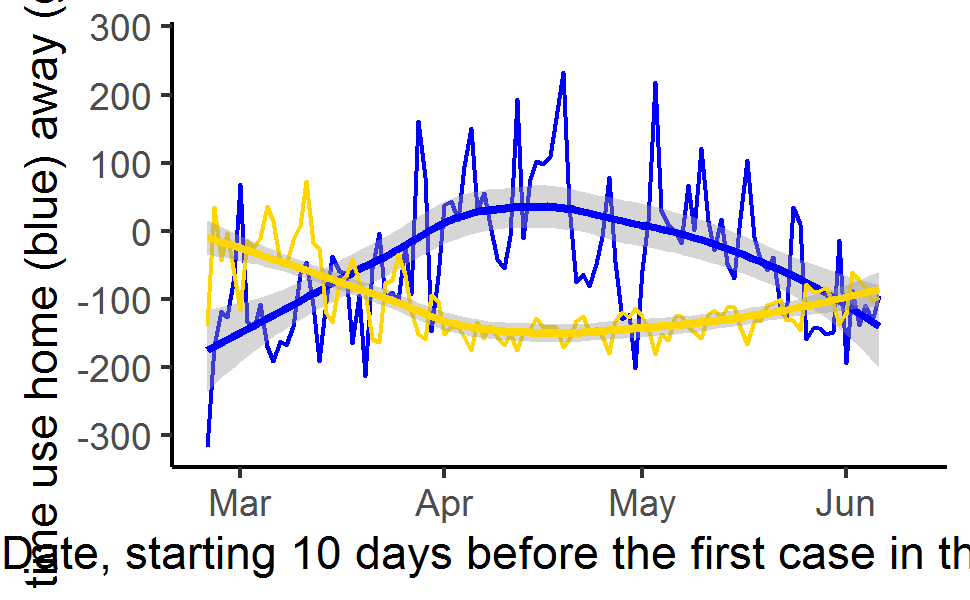 time use home (blue) away (
300
200
100
0
-100
-200
-300
Mar Apr May Jun
Date, starting 10 days before the first case in th